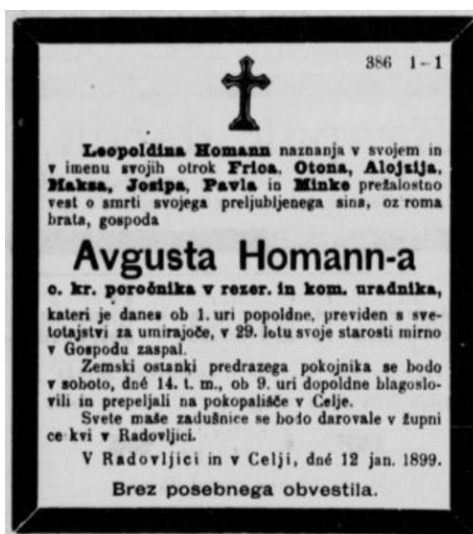 386 1-1
Leopoldina Homann naznanja v svojem in
v imenu svojih otrok Frica, Otona, Alojzija,
Maksa, Josipa, Pavla in Minke prežalostno
vest o smrti svojega preljubljenega sina, oz roma
brata, gospoda
Avgusta Homann-a
c. kr. poročnika v rezer. in kom. uradnika,
kateri je danes ob 1. uri popoldne, previden s sve-
totajstvi za umirajoče, v 29. letu svoje starosti mirno
v Gospodu zaspal.
Zemski ostanki predrazega pokojnika se bodo
v soboto, dné 14. t. m., ob 9. uri dopoldne blagoslo-
vili in prepeljali na pokopališče v Celje.
Svete maše zadušnice se bodo darovale v župni
ce kvi v Radovljici.
V Radovljici in v Celji, dné 12 jan. 1899.
Brez posebnega obvestila.